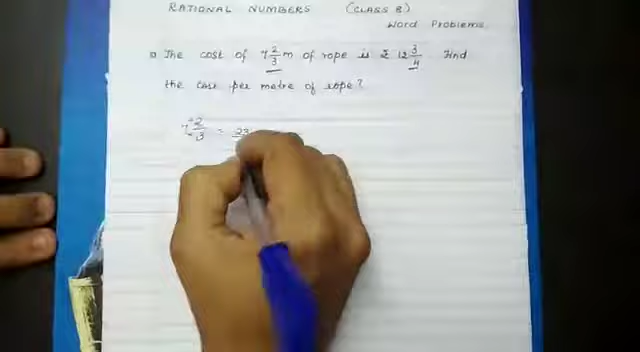 RATIONAL NUMBERS (CLASS 8)
Word Problems
The cost of 7 2/3 m of rope is ₹ 12 3/4. Find
the cost per metre of rope?
7 2/3 = 23